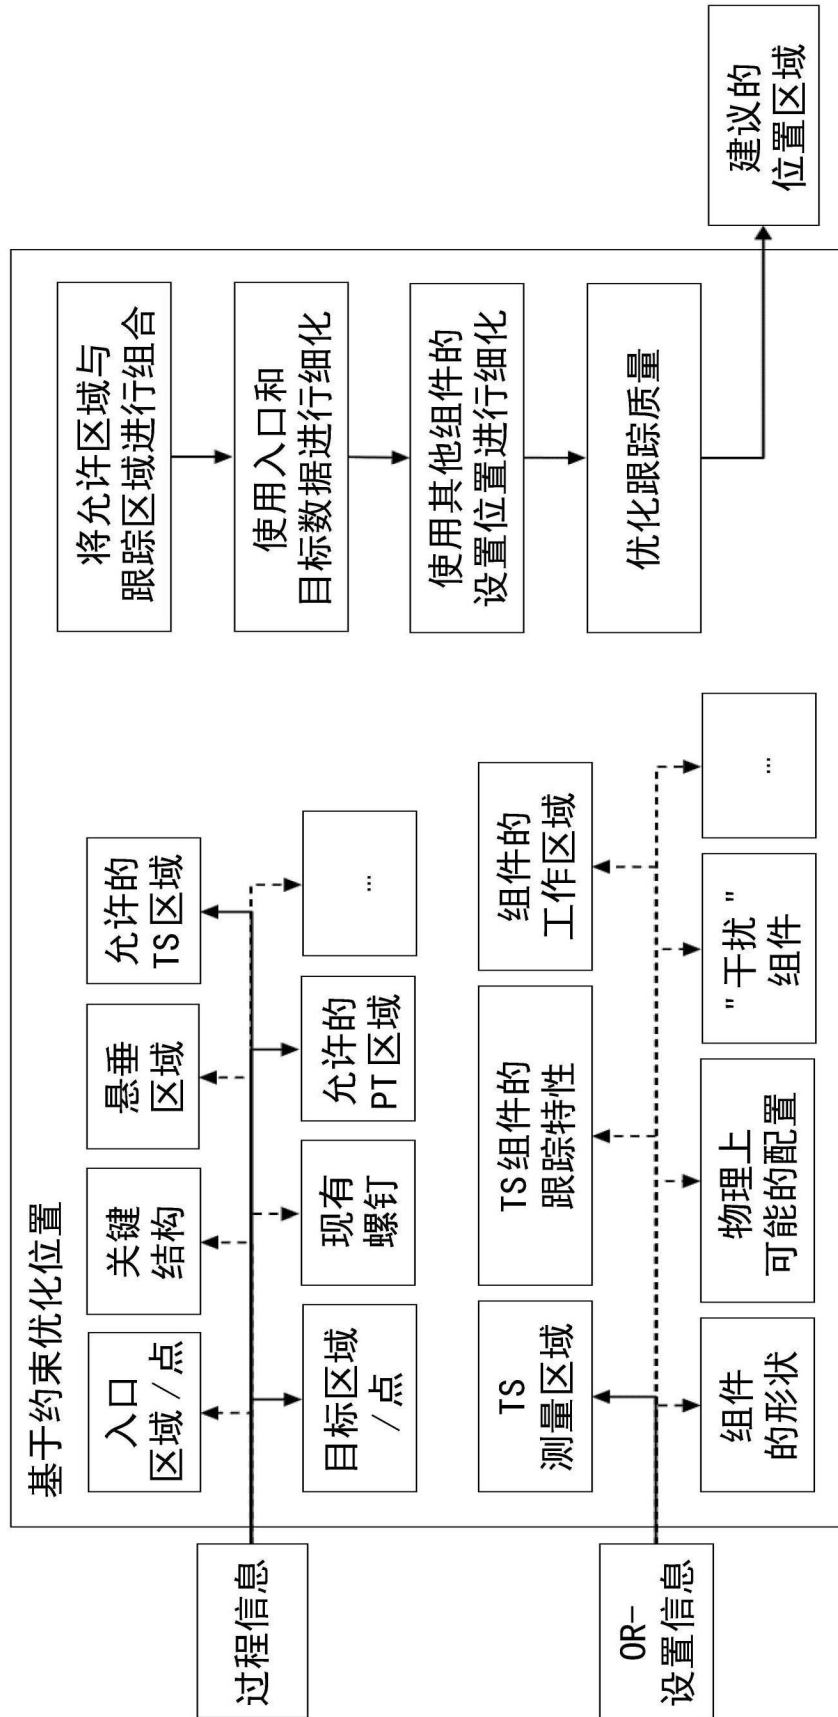 基于约束优化位置
过程信息
入口
区域/点
关键
结构
悬垂
区域
允许的
TS区域
目标区域
/点
现有
螺钉
允许的
PT区域
...
OR-
设置信息
TS
测量区域
TS组件的
跟踪特性
组件的
工作区域
组件
的形状
物理上
可能的配置
"干扰"
组件
...
将允许区域与
跟踪区域进行组合
使用入口和
目标数据进行细化
使用其他组件的
设置位置进行细化
优化跟踪质量
建议的
位置区域